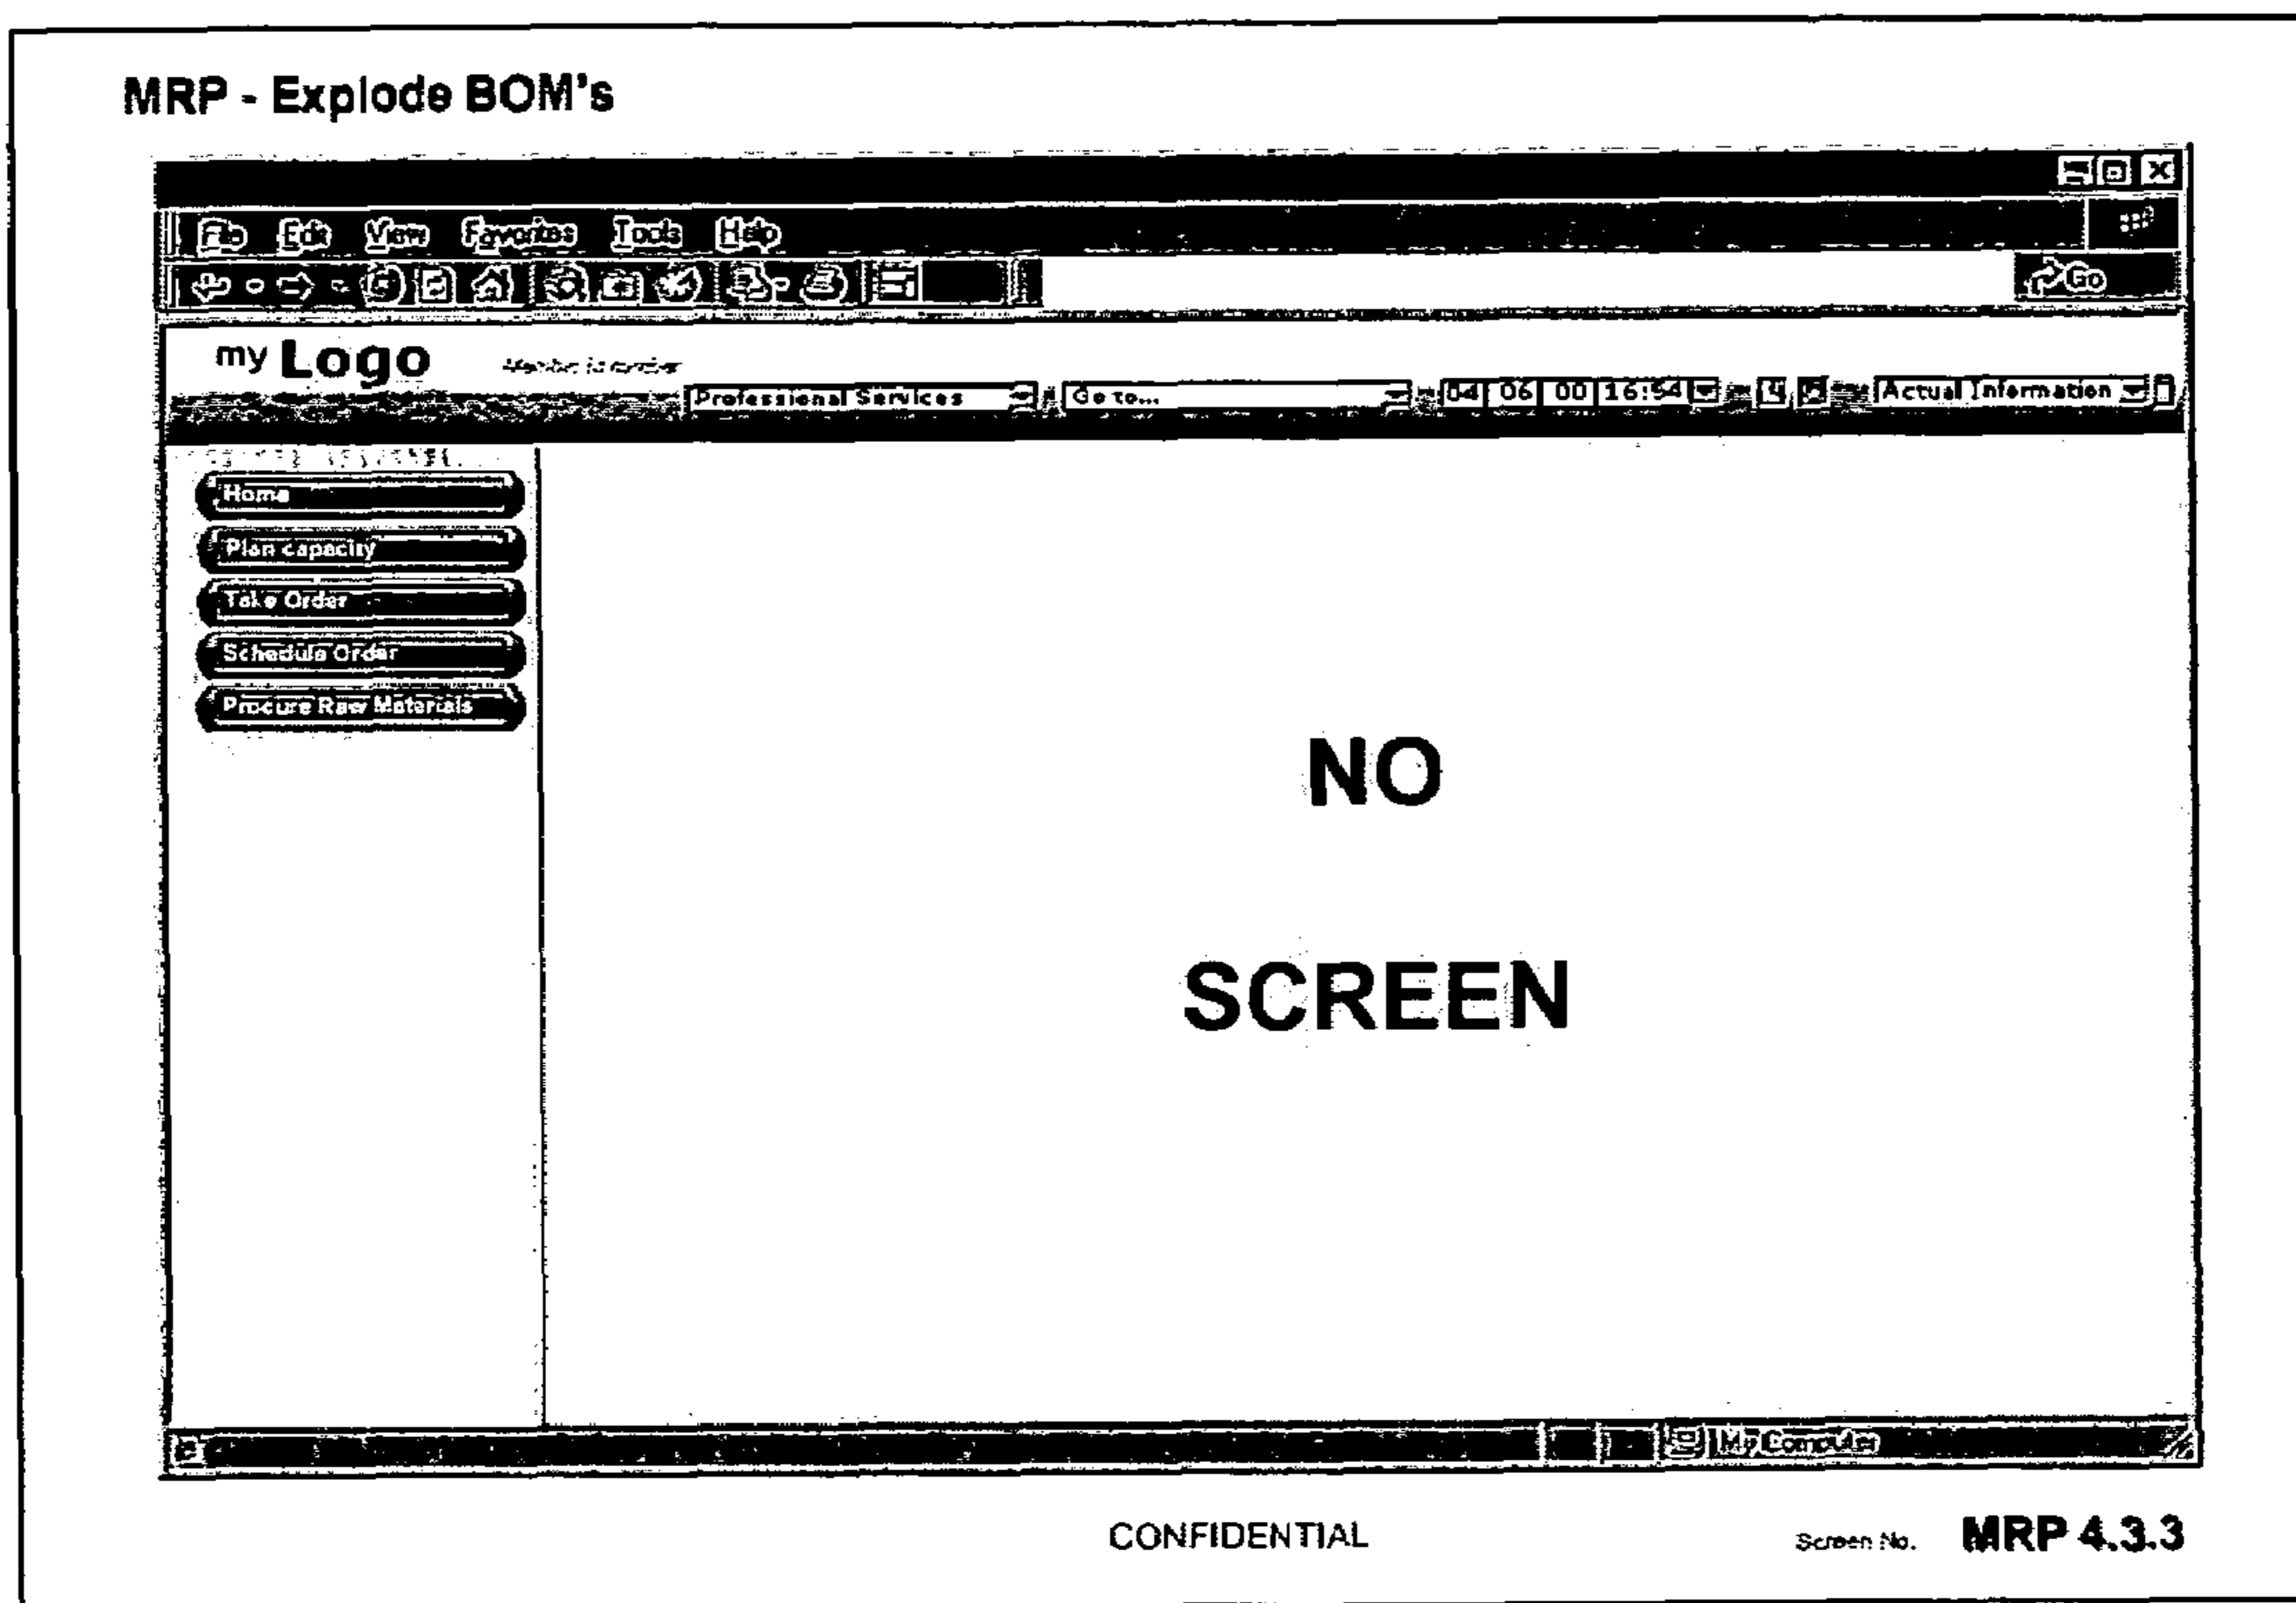 MRP - Explode BOM's
File Edit View Favorites Tools Help
Go
my Logo
Professional Services Go to... 04 06 00 16:54 Actual Information
Home
Plan capacity
Take Order
Schedule Order
Procure Raw Materials
NO
SCREEN
My Computer
CONFIDENTIAL
Screen No. MRP 4.3.3